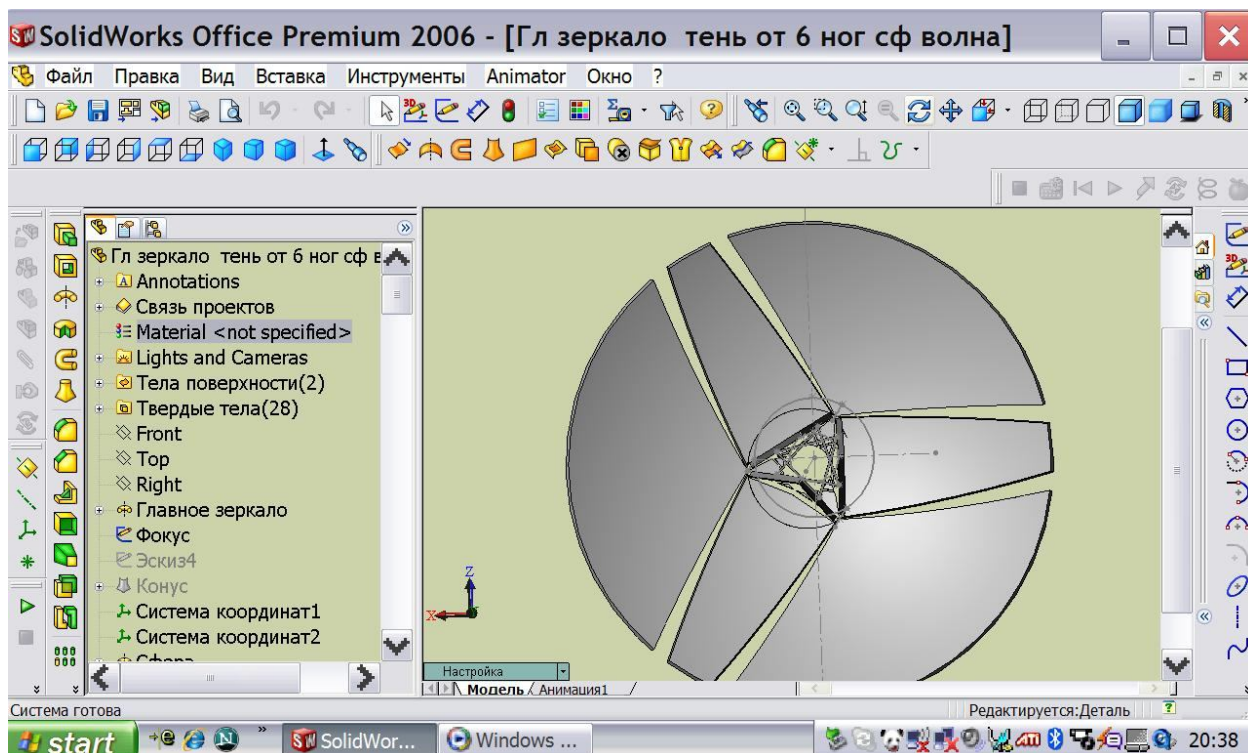 SolidWorks Office Premium 2006 - [Гл зеркало тень от 6 ног сф волна]
Файл Правка Вид Вставка Инструменты Animator Окно ?
Гл зеркало тень от 6 ног сф в
Annotations
Связь проектов
Material <not specified>
Lights and Cameras
Тела поверхности(2)
Твердые тела(28)
Front
Top
Right
Главное зеркало
Фокус
Эскиз4
Конус
Система координат1
Система координат2
Z
X
Настройка
Модель Анимация1
Система готова
Редактируется:Деталь
start
SolidWor...
Windows ...
20:38